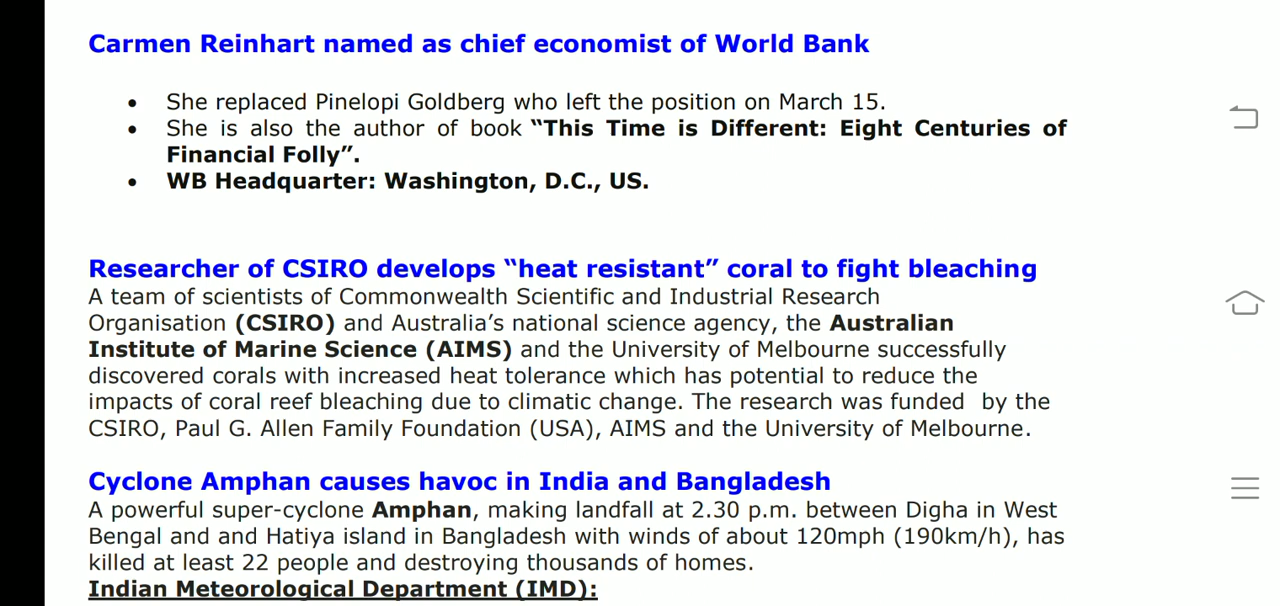 Carmen Reinhart named as chief economist of World Bank
• She replaced Pinelopi Goldberg who left the position on March 15.
• She is also the author of book “This Time is Different: Eight Centuries of
Financial Folly”.
• WB Headquarter: Washington, D.C., US.
Researcher of CSIRO develops “heat resistant” coral to fight bleaching
A team of scientists of Commonwealth Scientific and Industrial Research
Organisation (CSIRO) and Australia’s national science agency, the Australian
Institute of Marine Science (AIMS) and the University of Melbourne successfully
discovered corals with increased heat tolerance which has potential to reduce the
impacts of coral reef bleaching due to climatic change. The research was funded  by the
CSIRO, Paul G. Allen Family Foundation (USA), AIMS and the University of Melbourne.
Cyclone Amphan causes havoc in India and Bangladesh
A powerful super-cyclone Amphan, making landfall at 2.30 p.m. between Digha in West
Bengal and and Hatiya island in Bangladesh with winds of about 120mph (190km/h), has
killed at least 22 people and destroying thousands of homes.
Indian Meteorological Department (IMD):